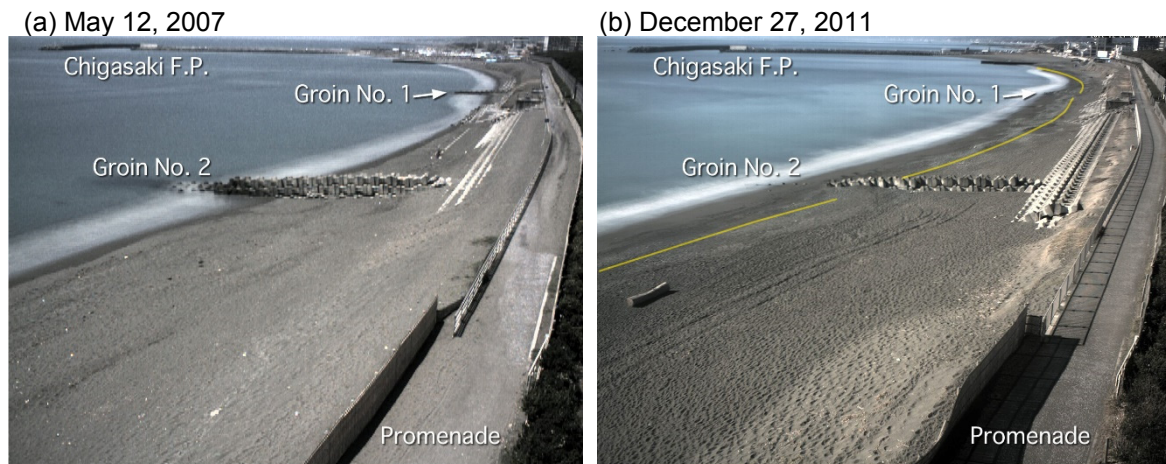 (a) May 12, 2007
(b) December 27, 2011
Chigasaki F.P.
Groin No. 1
Groin No. 2
Promenade
Chigasaki F.P.
Groin No. 1
Groin No. 2
Promenade